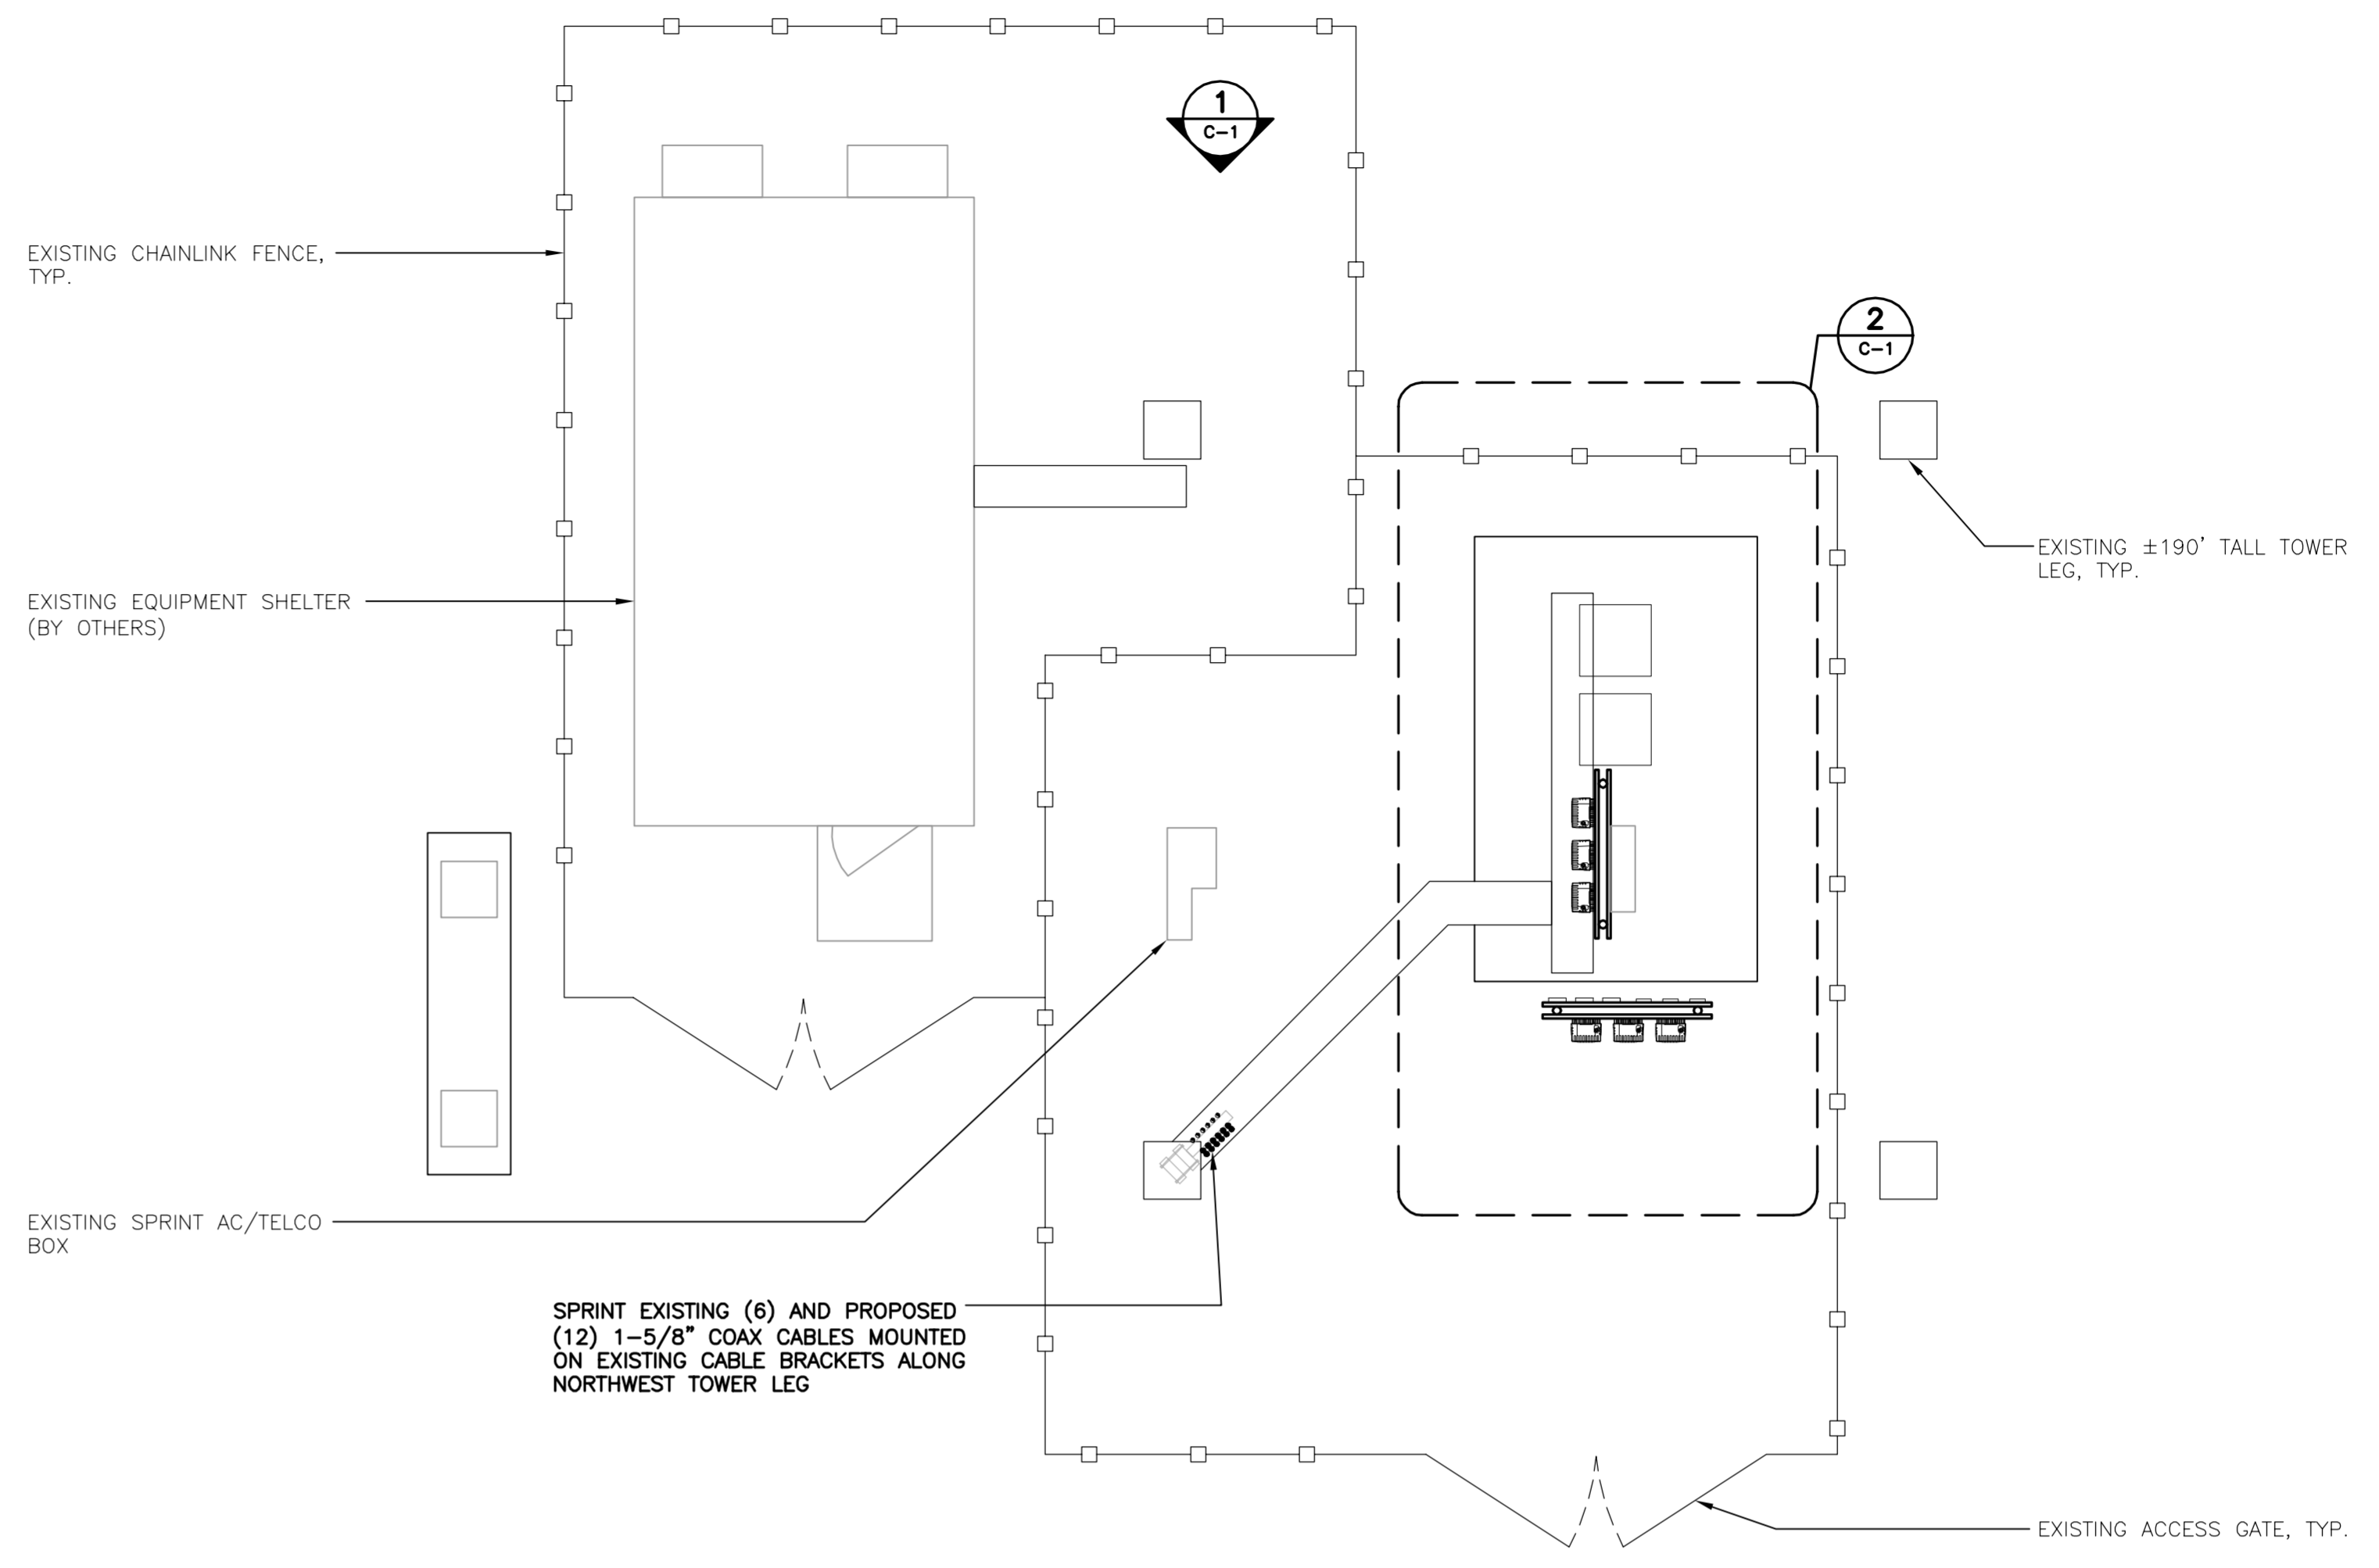 1
C-1
EXISTING CHAINLINK FENCE,
TYP.
2
C-1
EXISTING ±190' TALL TOWER
LEG, TYP.
EXISTING EQUIPMENT SHELTER
(BY OTHERS)
EXISTING SPRINT AC/TELCO
BOX
SPRINT EXISTING (6) AND PROPOSED
(12) 1-5/8" COAX CABLES MOUNTED
ON EXISTING CABLE BRACKETS ALONG
NORTHWEST TOWER LEG
EXISTING ACCESS GATE, TYP.